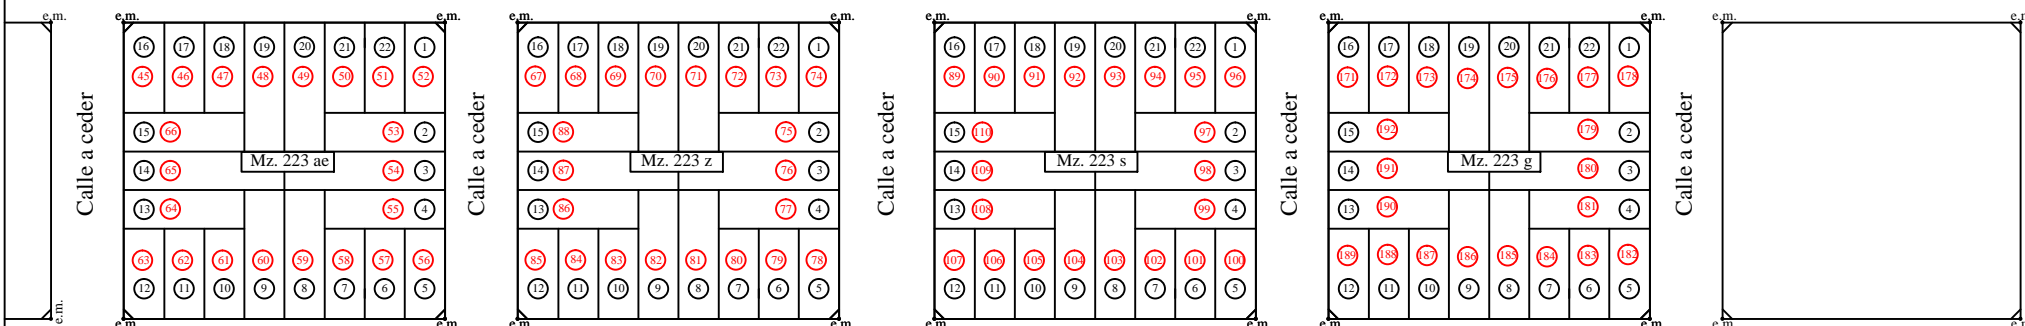 e.m. e.m. e.m. e.m. e.m. e.m. e.m. e.m. e.m. e.m. e.m.
16 17 18 19 20 21 22 1 16 17 18 19 20 21 22 1 16 17 18 19 20 21 22 1 16 17 18 19 20 21 22 1
45 46 47 48 49 50 51 52 67 68 69 70 71 72 73 74 89 90 91 92 93 94 95 96 171 172 173 174 175 176 177 178
15 66 53 2 15 88 75 2 15 110 97 2 15 192 179 2
Mz. 223 ae Mz. 223 z Mz. 223 s Mz. 223 g
14 65 54 3 14 87 76 3 14 109 98 3 14 191 180 3
13 64 55 4 13 86 77 4 13 108 99 4 13 190 181 4
63 62 61 60 59 58 57 56 85 84 83 82 81 80 79 78 107 106 105 104 103 102 101 100 189 188 187 186 185 184 183 182
12 11 10 9 8 7 6 5 12 11 10 9 8 7 6 5 12 11 10 9 8 7 6 5 12 11 10 9 8 7 6 5
e.m. e.m. e.m. e.m. e.m. e.m. e.m. e.m. e.m. e.m. e.m.
Calle a ceder
Calle a ceder
Calle a ceder
Calle a ceder
Calle a ceder